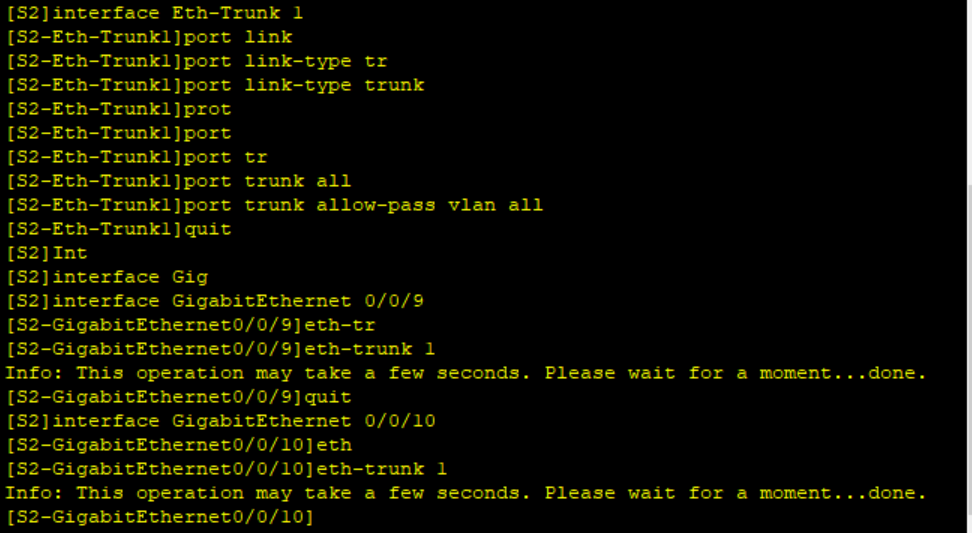 [S2]interface Eth-Trunk 1
[S2-Eth-Trunk1]port link
[S2-Eth-Trunk1]port link-type tr
[S2-Eth-Trunk1]port link-type trunk
[S2-Eth-Trunk1]prot
[S2-Eth-Trunk1]port
[S2-Eth-Trunk1]port tr
[S2-Eth-Trunk1]port trunk all
[S2-Eth-Trunk1]port trunk allow-pass vlan all
[S2-Eth-Trunk1]quit
[S2]Int
[S2]interface Gig
[S2]interface GigabitEthernet 0/0/9
[S2-GigabitEthernet0/0/9]eth-tr
[S2-GigabitEthernet0/0/9]eth-trunk 1
Info: This operation may take a few seconds. Please wait for a moment...done.
[S2-GigabitEthernet0/0/9]quit
[S2]interface GigabitEthernet 0/0/10
[S2-GigabitEthernet0/0/10]eth
[S2-GigabitEthernet0/0/10]eth-trunk 1
Info: This operation may take a few seconds. Please wait for a moment...done.
[S2-GigabitEthernet0/0/10]